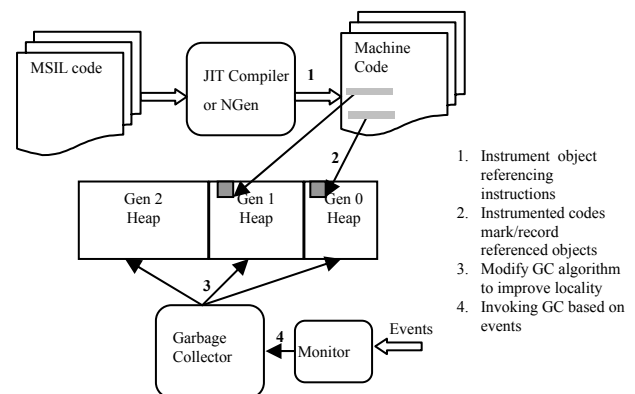 MSIL code
JIT Compiler
or NGen
1
Machine
Code
2
Gen 2
Heap
Gen 1
Heap
Gen 0
Heap
3
Garbage
Collector
4
Monitor
Events
1. Instrument object
referencing
instructions
2. Instrumented codes
mark/record
referenced objects
3. Modify GC algorithm
to improve locality
4. Invoking GC based on
events